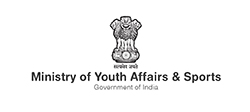 सत्यमेव जयते
Ministry of Youth Affairs & Sports
Government of India